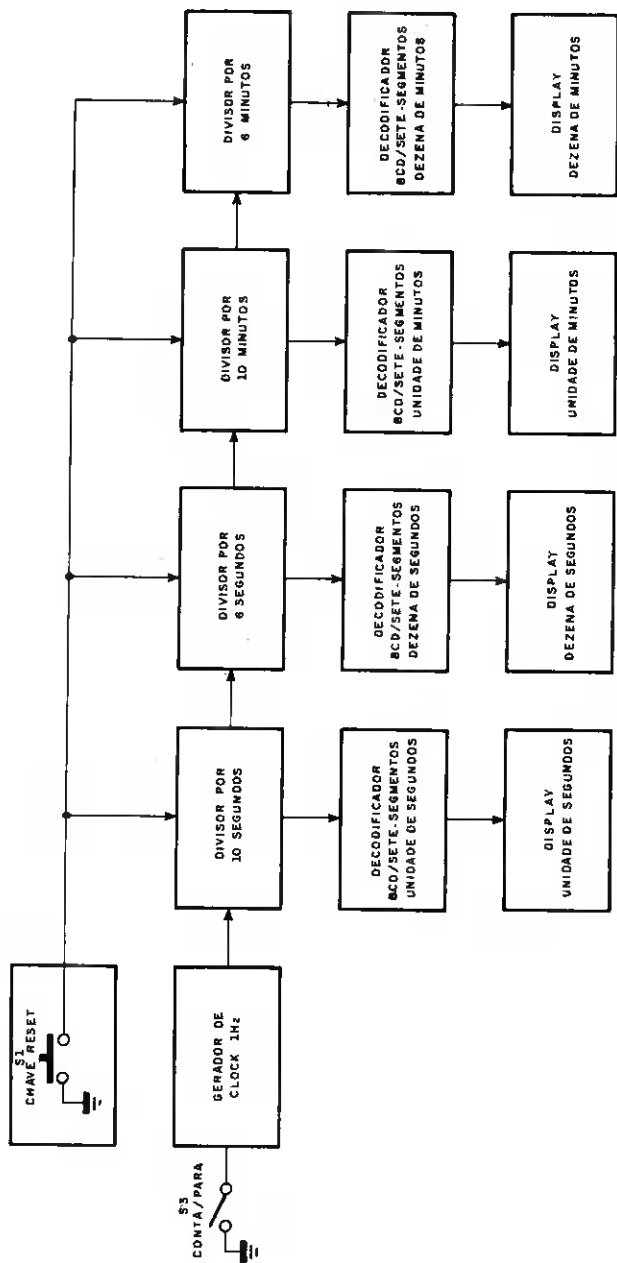 S1
CHAVE RESET
S3
CONTA/PARA
GERADOR DE
CLOCK 1Hz
DIVISOR POR
10 SEGUNDOS
DIVISOR POR
6 SEGUNDOS
DIVISOR POR
10 MINUTOS
DIVISOR POR
6 MINUTOS
DECODIFICADOR
BCD/SETE-SEGMENTOS
UNIDADE DE SEGUNDOS
DECODIFICADOR
BCD/SETE-SEGMENTOS
DEZENA DE SEGUNDOS
DECODIFICADOR
BCD/SETE-SEGMENTOS
UNIDADE DE MINUTOS
DECODIFICADOR
BCD/SETE-SEGMENTOS
DEZENA DE MINUTOS
DISPLAY
UNIDADE DE SEGUNDOS
DISPLAY
DEZENA DE SEGUNDOS
DISPLAY
UNIDADE DE MINUTOS
DISPLAY
DEZENA DE MINUTOS